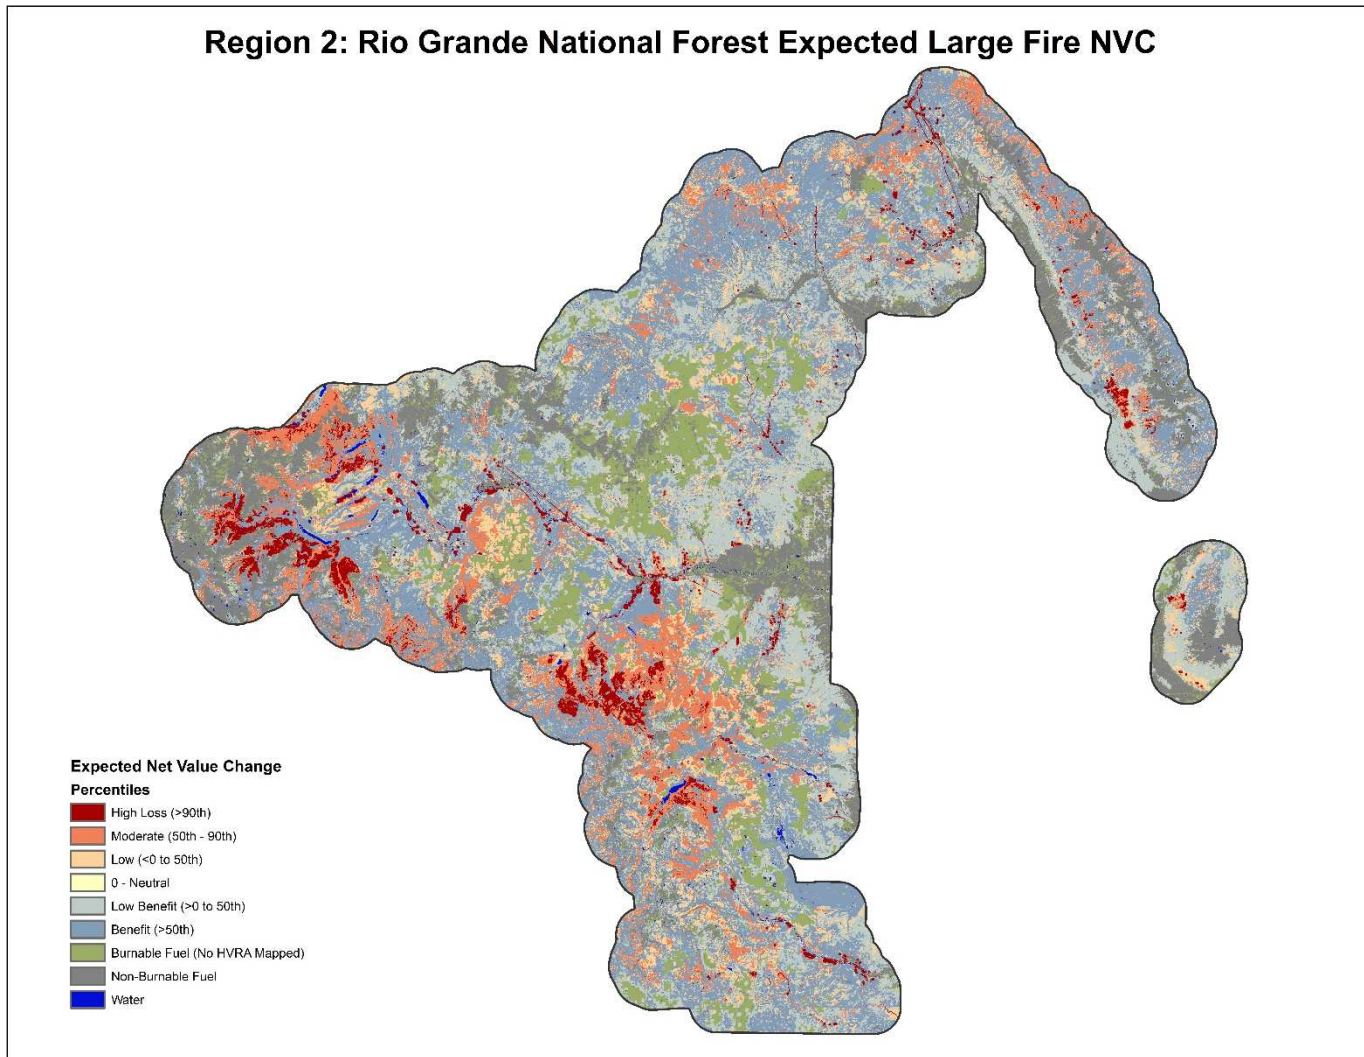 Region 2: Rio Grande National Forest Expected Large Fire NVC
Expected Net Value Change
Percentiles
High Loss (>90th)
Moderate (50th - 90th)
Low (<0 to 50th)
0 - Neutral
Low Benefit (>0 to 50th)
Benefit (>50th)
Burnable Fuel (No HVRA Mapped)
Non-Burnable Fuel
Water